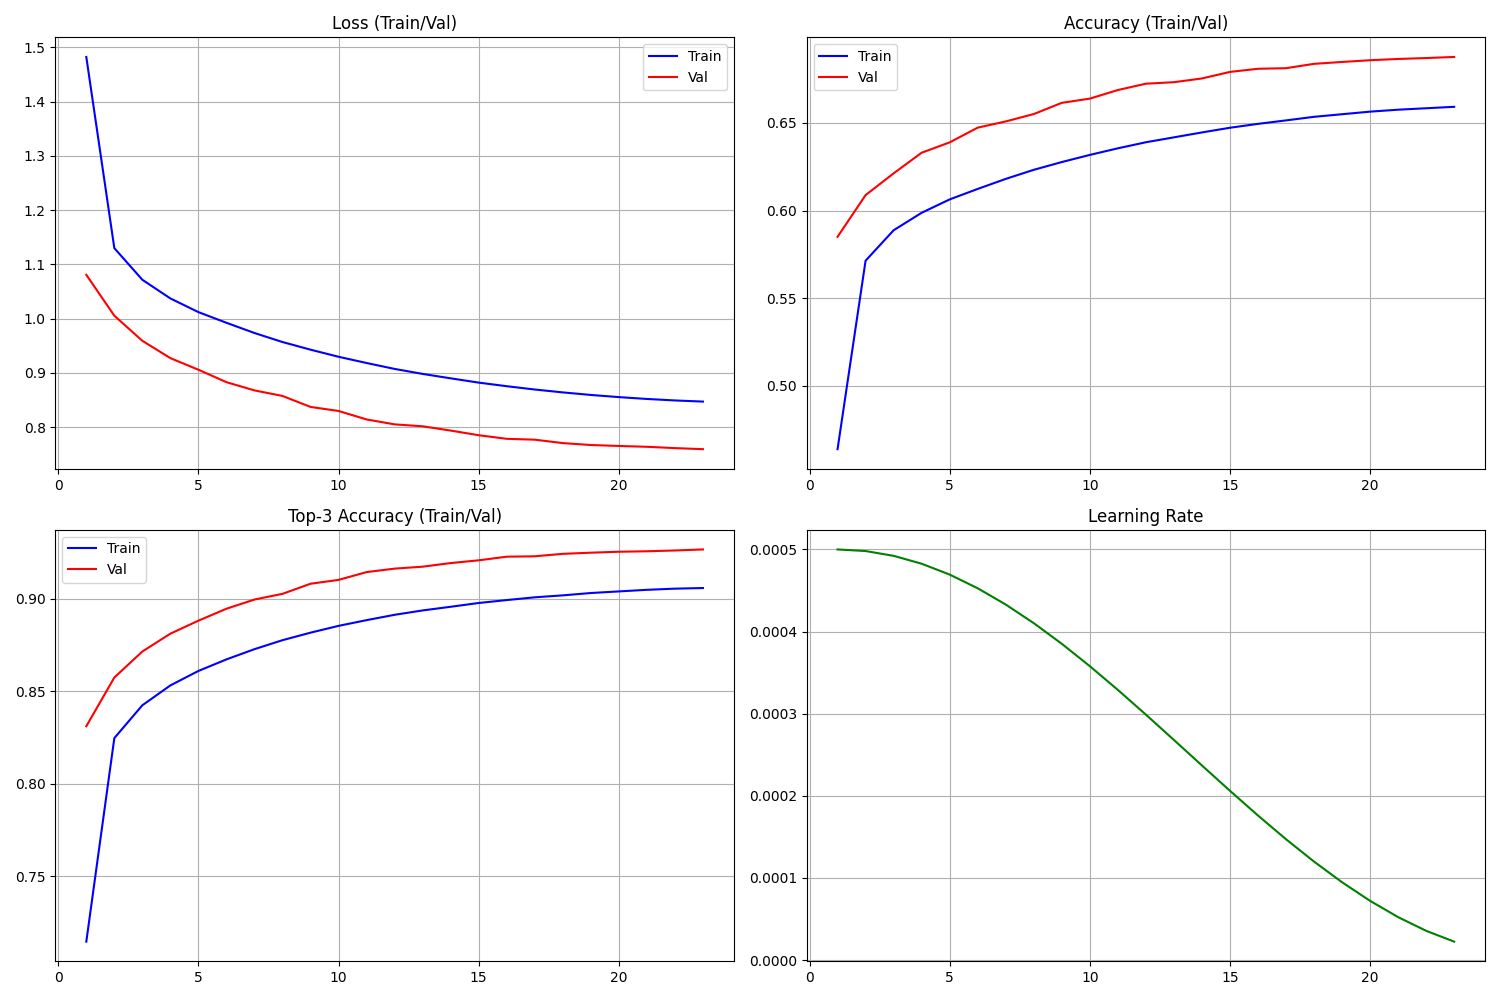 Loss (Train/Val)
1.5
1.4
1.3
1.2
1.1
1.0
0.9
0.8
0 5 10 15 20
Train
Val
Accuracy (Train/Val)
0.65
0.60
0.55
0.50
0 5 10 15 20
Train
Val
Top-3 Accuracy (Train/Val)
0.90
0.85
0.80
0.75
0 5 10 15 20
Train
Val
Learning Rate
0.0005
0.0004
0.0003
0.0002
0.0001
0.0000
0 5 10 15 20